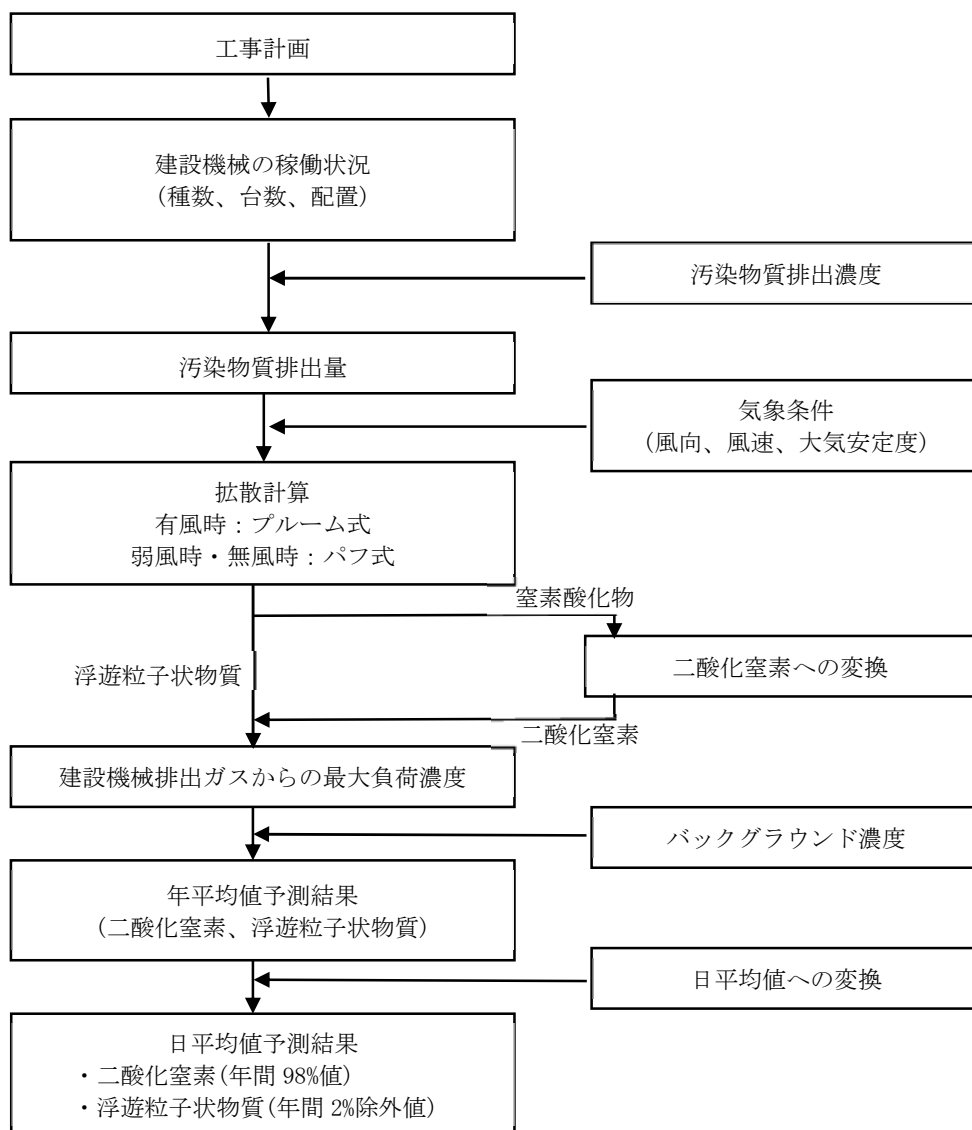 工事計画
建設機械の稼働状況
(種数、台数、配置)
汚染物質排出濃度
汚染物質排出量
気象条件
(風向、風速、大気安定度)
拡散計算
有風時：プルーム式
弱風時・無風時：パフ式
窒素酸化物
浮遊粒子状物質
二酸化窒素への変換
二酸化窒素
建設機械排出ガスからの最大負荷濃度
バックグラウンド濃度
年平均値予測結果
(二酸化窒素、浮遊粒子状物質)
日平均値への変換
日平均値予測結果
・二酸化窒素(年間 98%値)
・浮遊粒子状物質(年間 2%除外値)